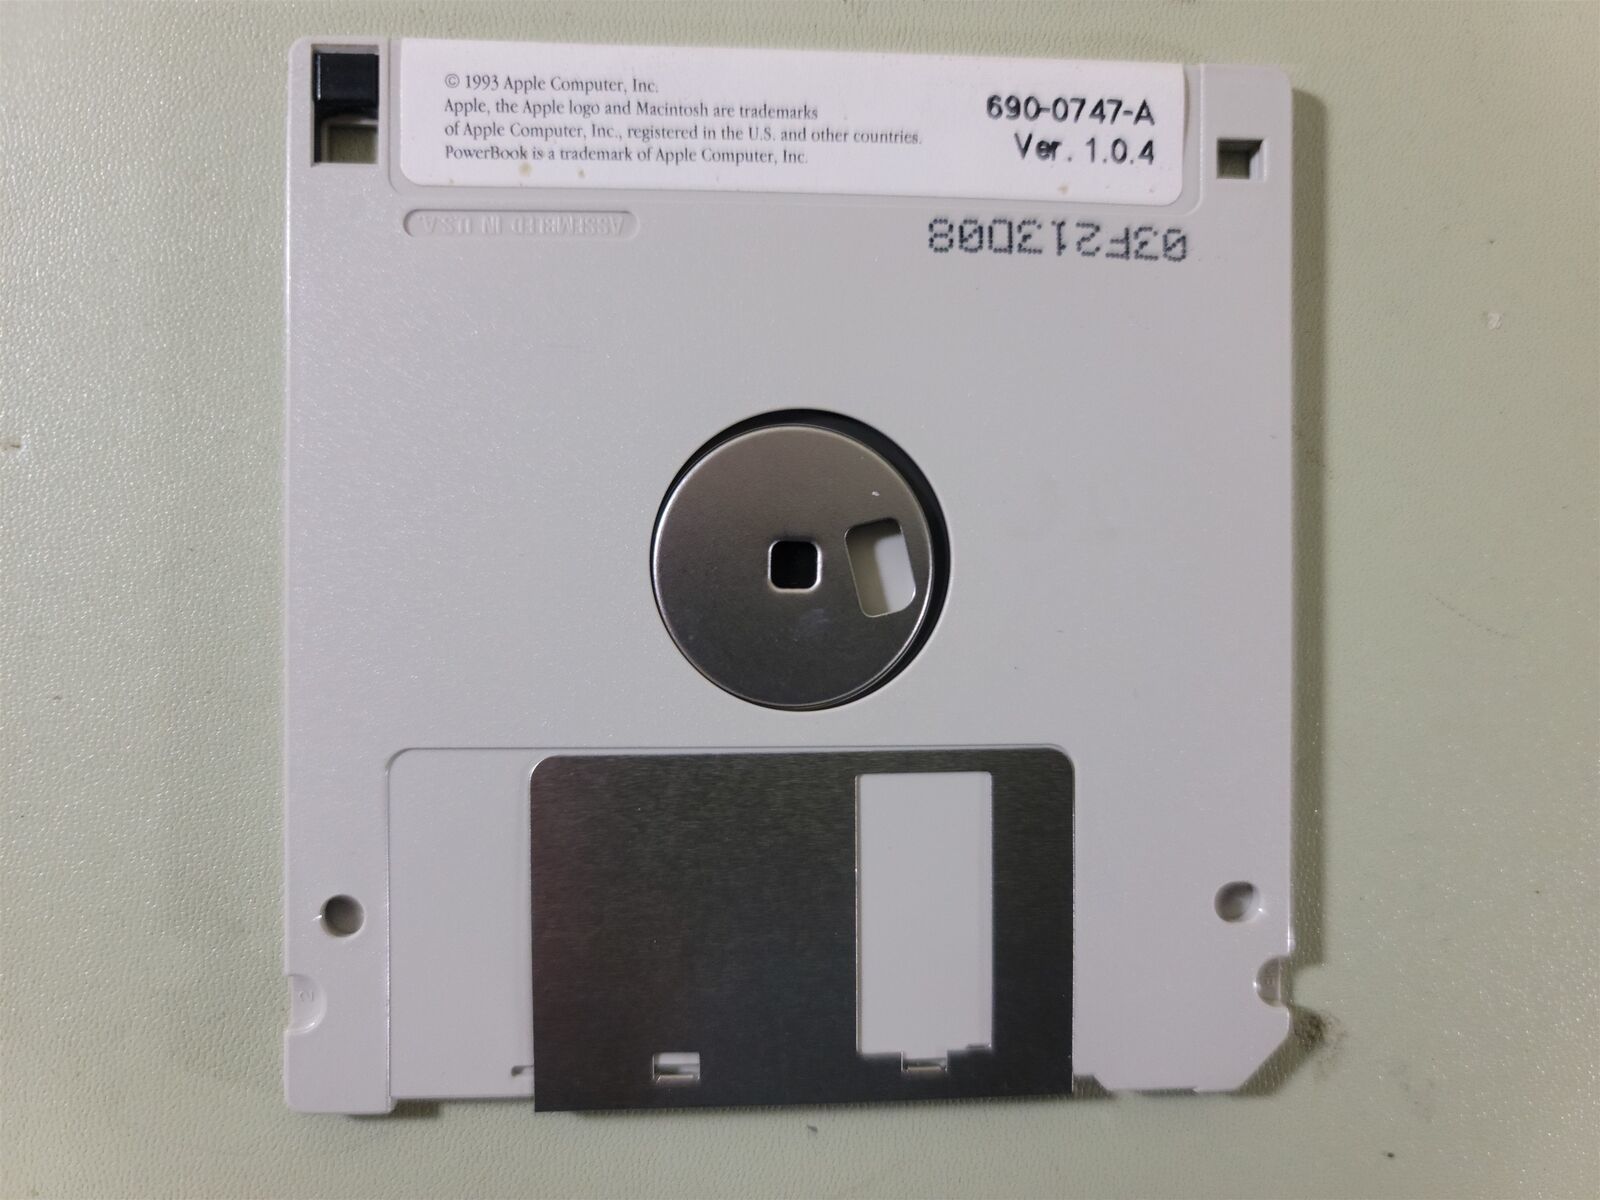 © 1993 Apple Computer, Inc.
Apple, the Apple logo and Macintosh are trademarks
of Apple Computer, Inc., registered in the U.S. and other countries.
PowerBook is a trademark of Apple Computer, Inc.
690-0747-A
Ver. 1.0.4
ASSEMBLED IN U.S.A.
03F213D08
2